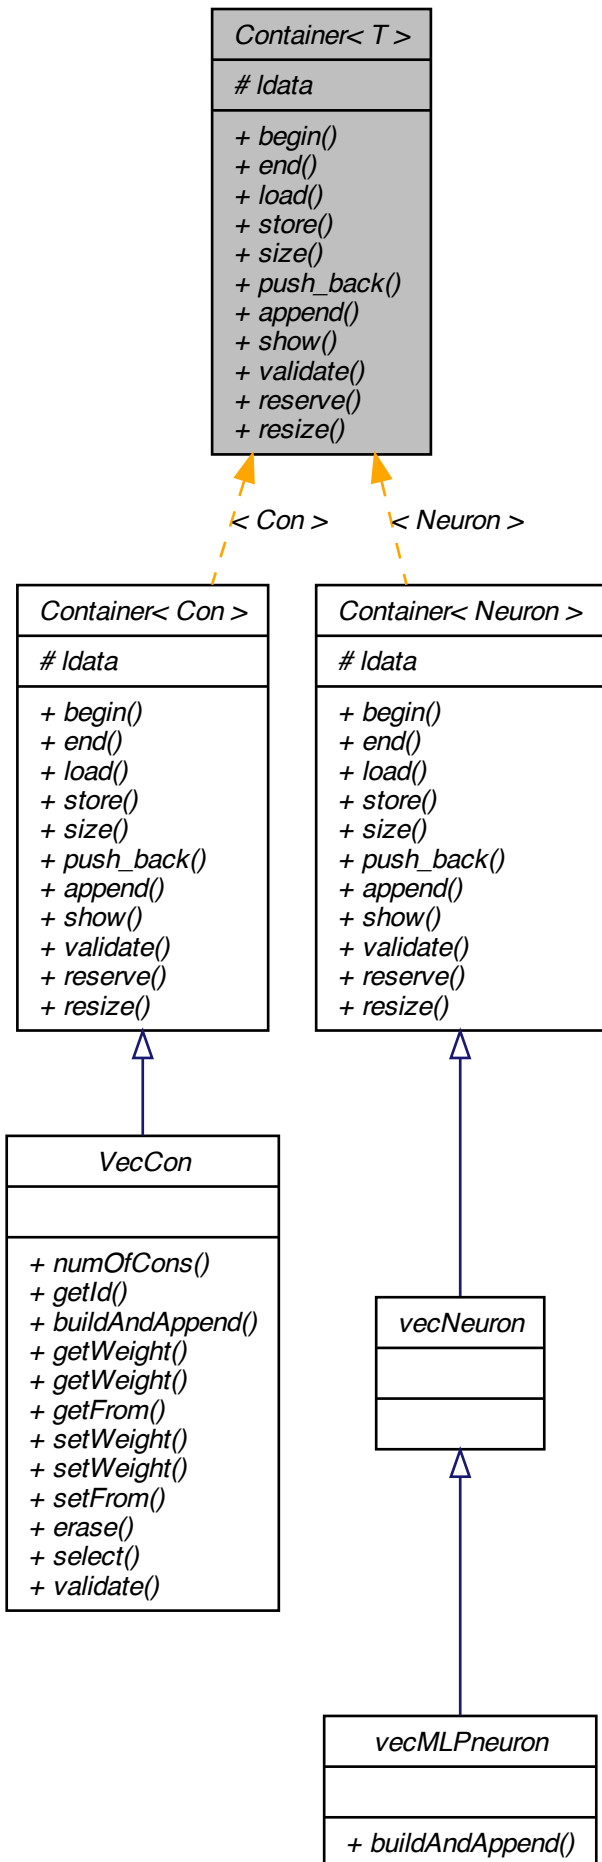 Container< T >
# ldata
+ begin()
+ end()
+ load()
+ store()
+ size()
+ push_back()
+ append()
+ show()
+ validate()
+ reserve()
+ resize()
< Con >
< Neuron >
Container< Con >
# ldata
+ begin()
+ end()
+ load()
+ store()
+ size()
+ push_back()
+ append()
+ show()
+ validate()
+ reserve()
+ resize()
Container< Neuron >
# ldata
+ begin()
+ end()
+ load()
+ store()
+ size()
+ push_back()
+ append()
+ show()
+ validate()
+ reserve()
+ resize()
VecCon
+ numOfCons()
+ getId()
+ buildAndAppend()
+ getWeight()
+ getWeight()
+ getFrom()
+ setWeight()
+ setWeight()
+ setFrom()
+ erase()
+ select()
+ validate()
vecNeuron
vecMLPneuron
+ buildAndAppend()